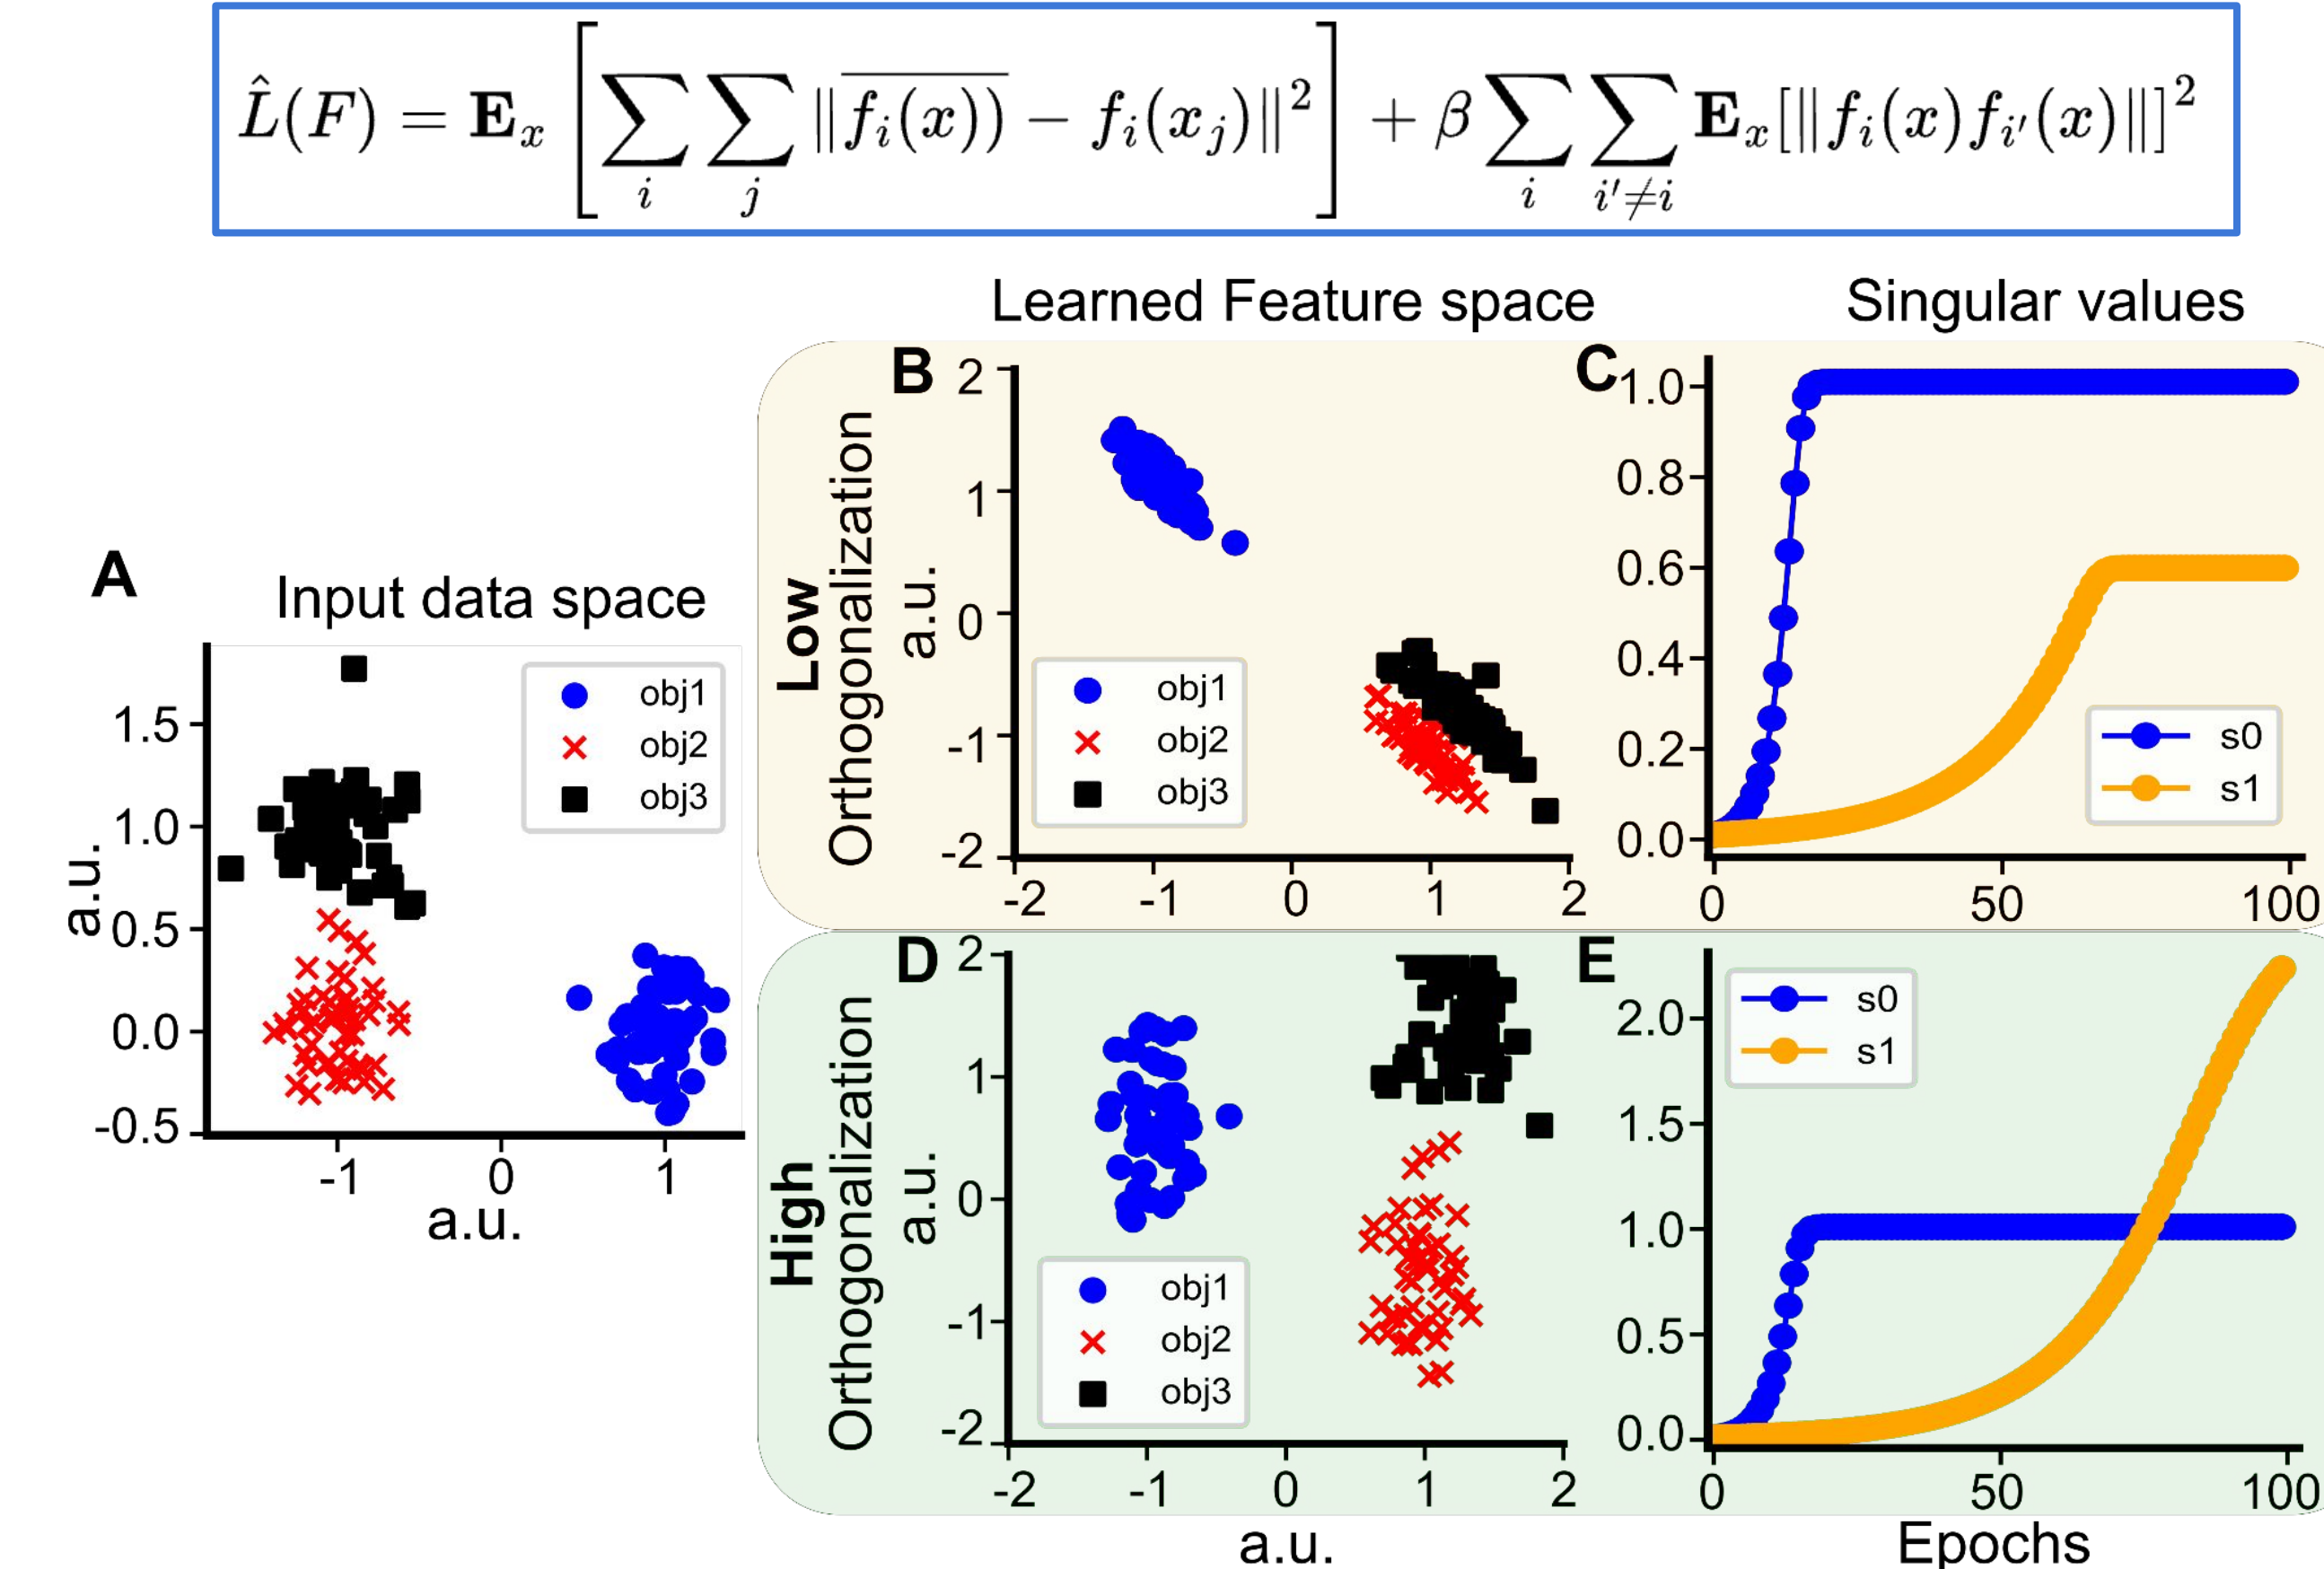 L̂(F) = E_x [ ∑_i ∑_j ‖\overline{f_i(x))} − f_i(x_j)‖² ] + β ∑_i ∑_{i′≠i} E_x[‖f_i(x)f_{i′}(x)‖]²
Learned Feature space
Singular values
A
Input data space
a.u.
1.5
1.0
0.5
0.0
-0.5
-1
0
1
a.u.
obj1
obj2
obj3
Low
Orthogonalization
B
a.u.
2
1
0
-1
-2
-2
-1
0
1
2
obj1
obj2
obj3
C
1.0
0.8
0.6
0.4
0.2
0.0
0
50
100
s0
s1
High
Orthogonalization
D
a.u.
2
1
0
-1
-2
-2
-1
0
1
2
a.u.
obj1
obj2
obj3
E
2.0
1.5
1.0
0.5
0.0
0
50
100
Epochs
s0
s1